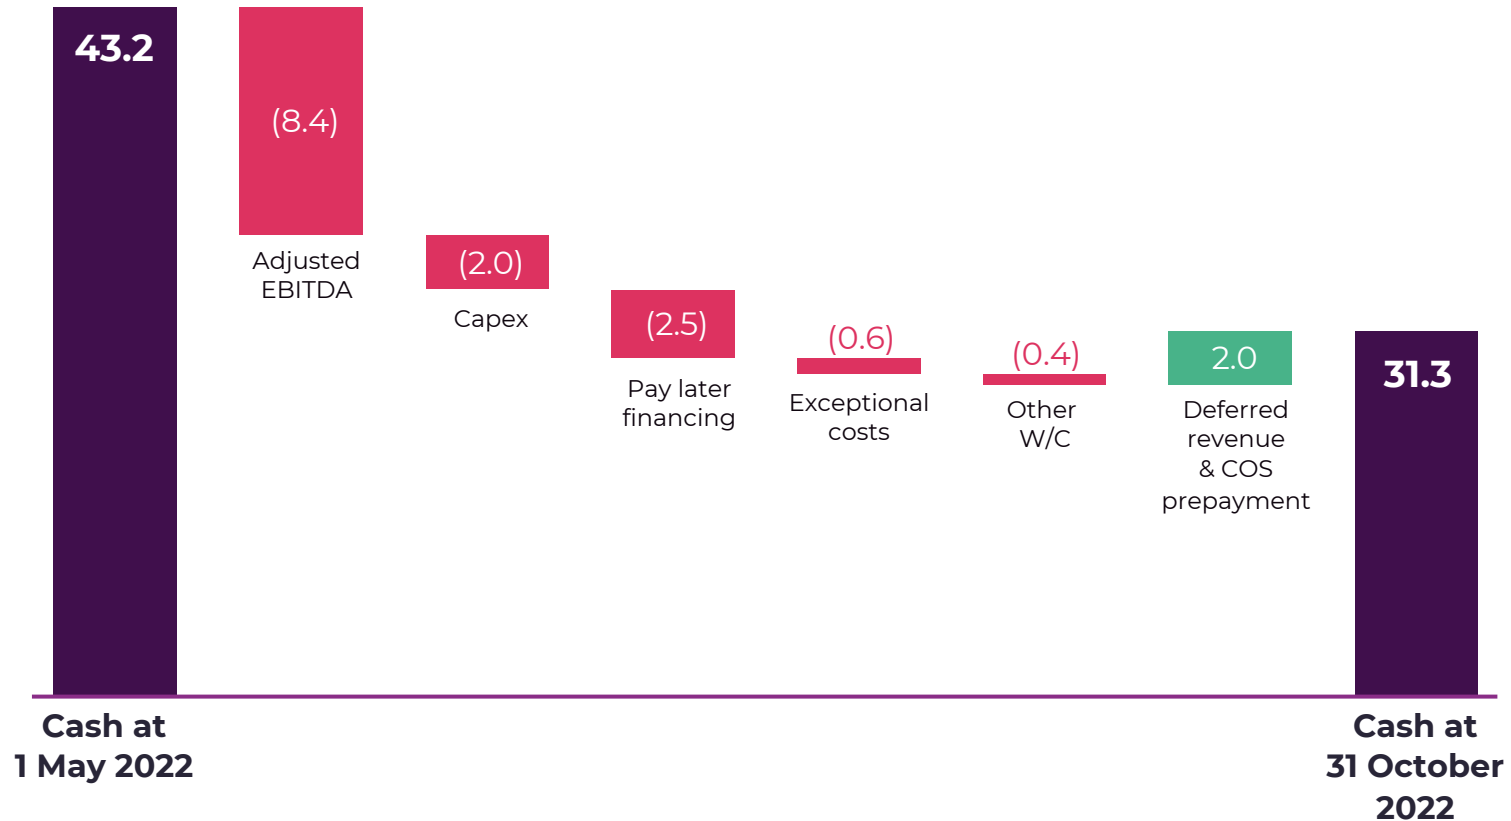 43.2
(8.4)
Adjusted
EBITDA
(2.0)
Capex
(2.5)
Pay later
financing
(0.6)
Exceptional
costs
(0.4)
Other
W/C
2.0
Deferred
revenue
& COS
prepayment
31.3
Cash at
1 May 2022
Cash at
31 October
2022